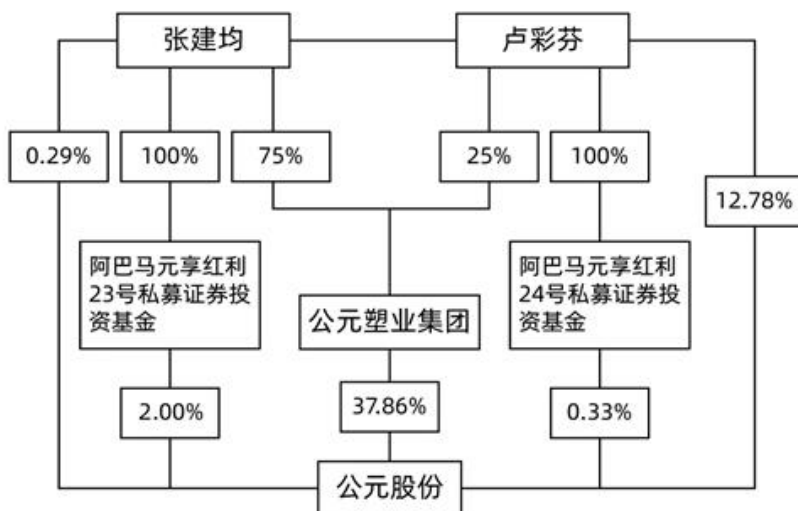 张建均
卢彩芬
0.29%
100%
75%
25%
100%
12.78%
阿巴马元享红利
23号私募证券投
资基金
阿巴马元享红利
24号私募证券投
资基金
公元塑业集团
2.00%
37.86%
0.33%
公元股份